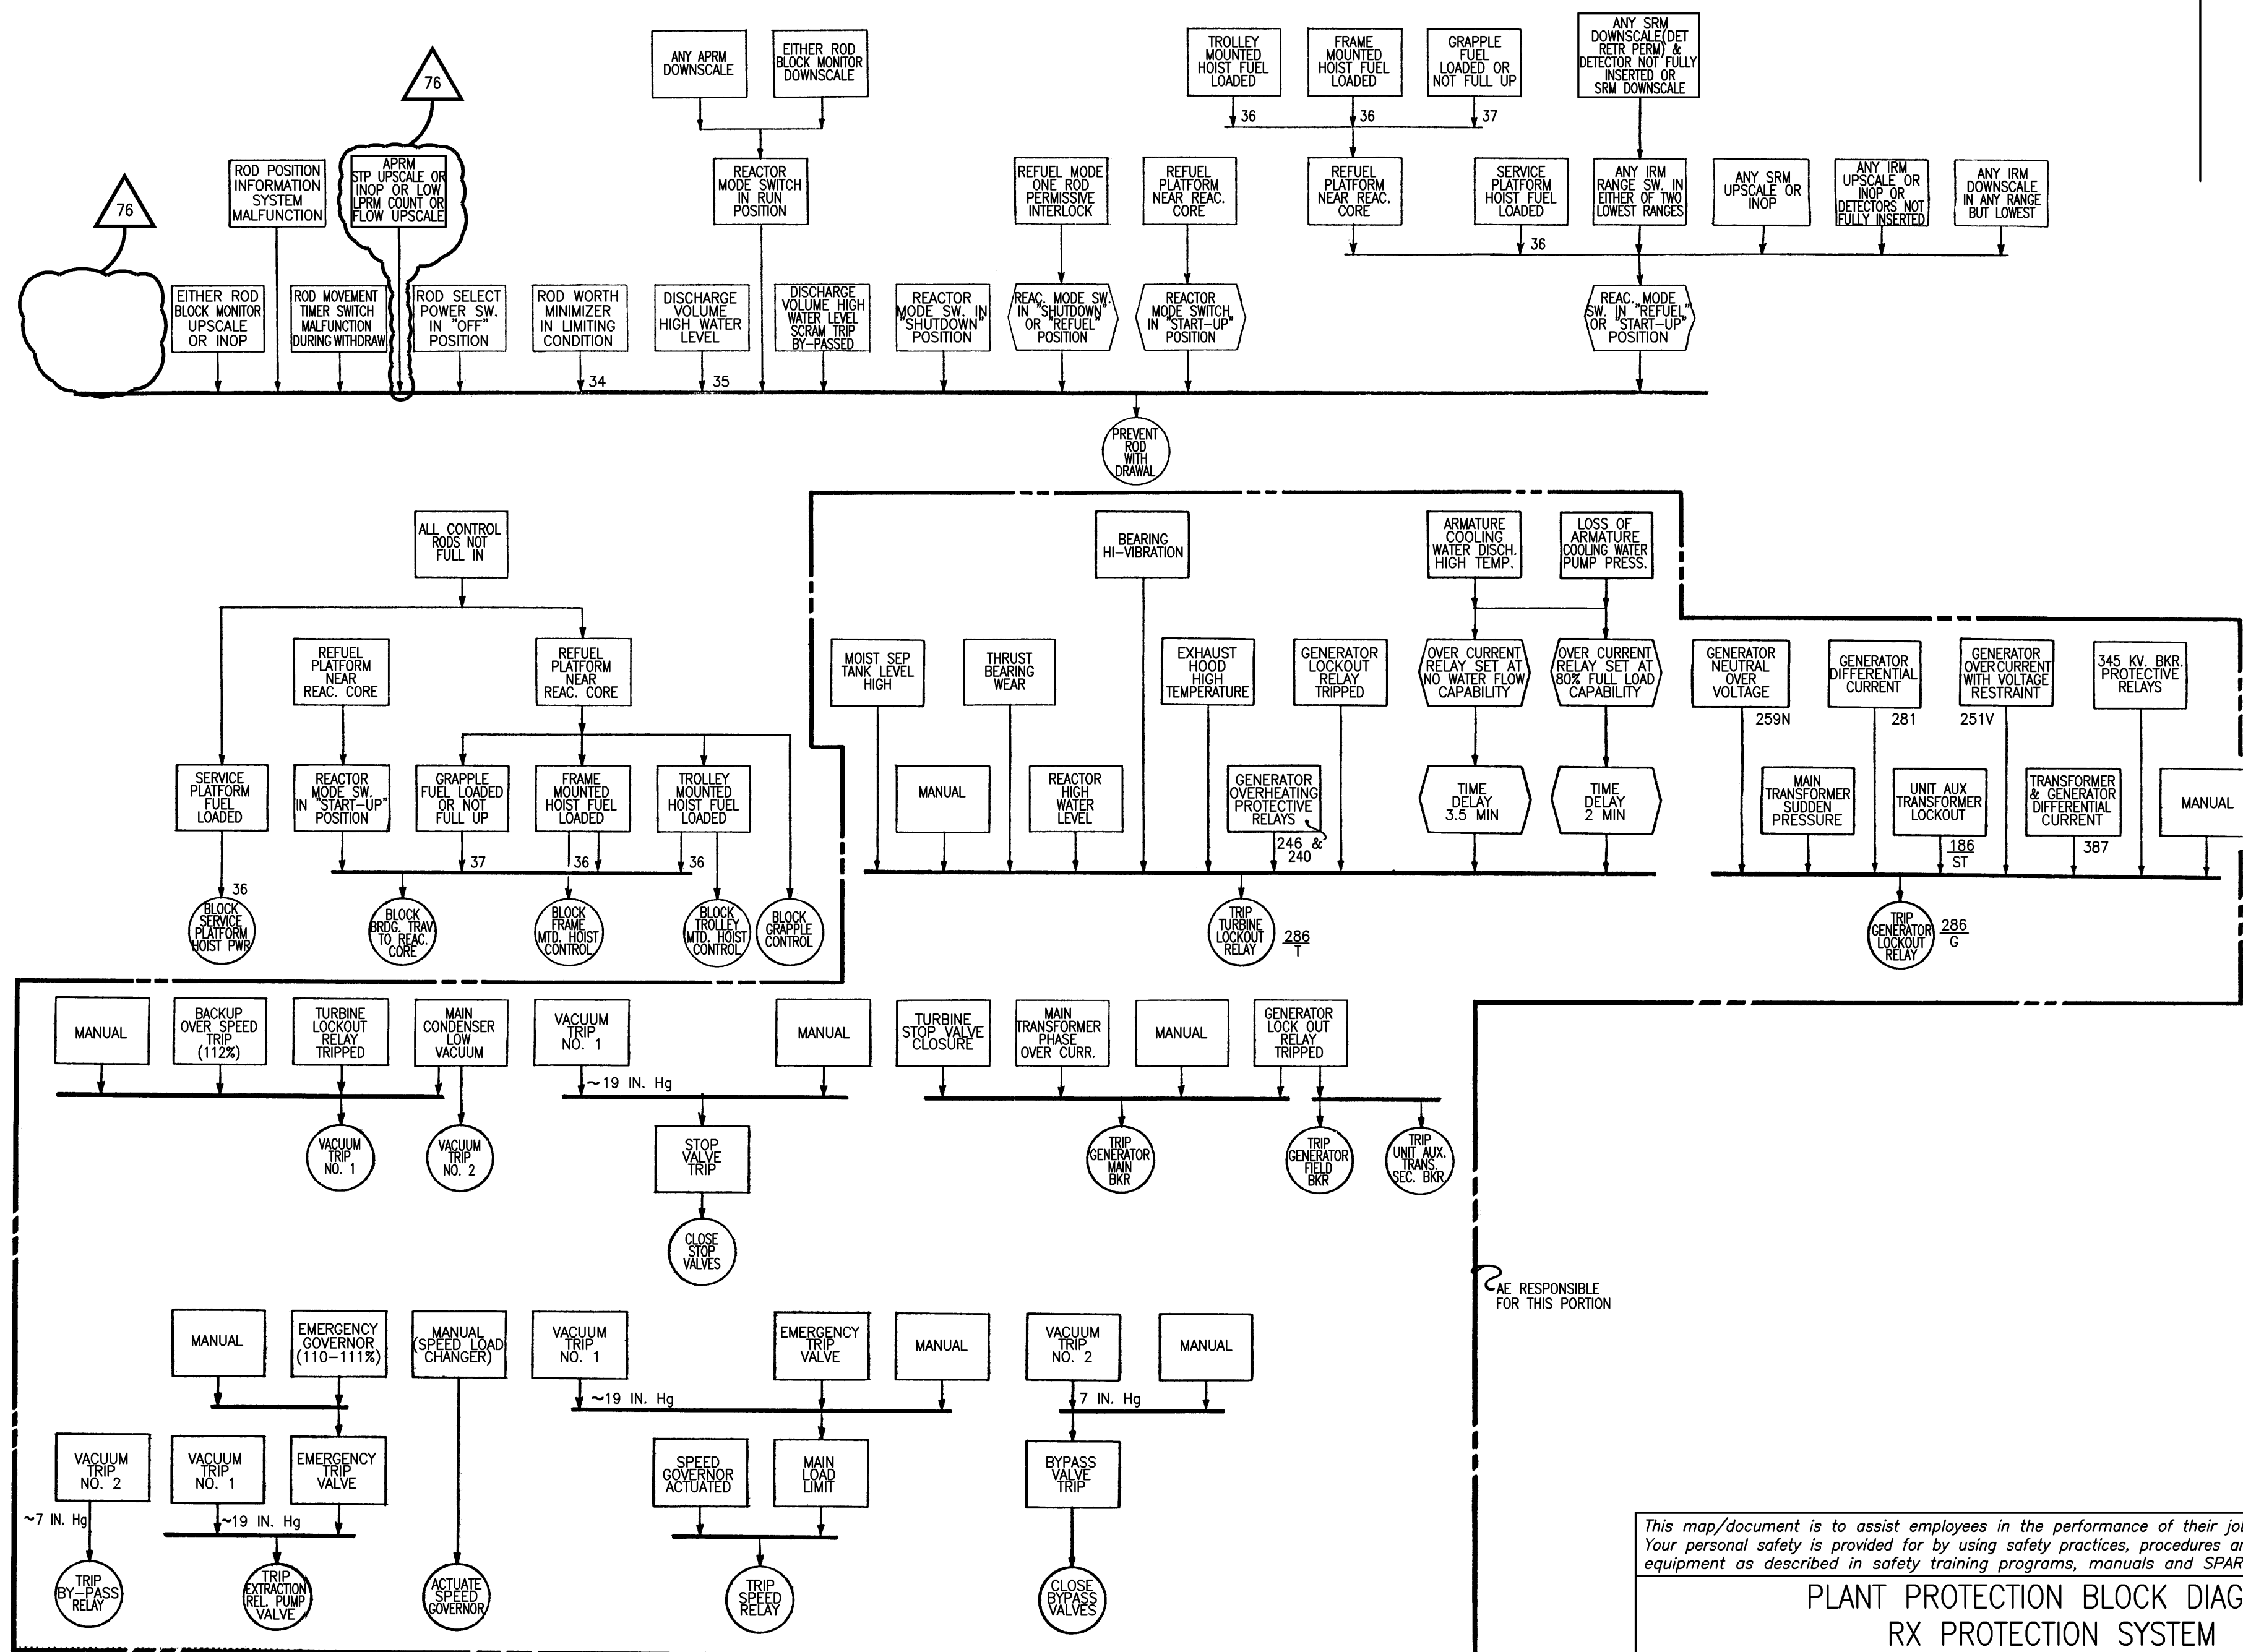 76
76
ANY APRM
DOWNSCALE
EITHER ROD
BLOCK MONITOR
DOWNSCALE
TROLLEY
MOUNTED
HOIST FUEL
LOADED
FRAME
MOUNTED
HOIST FUEL
LOADED
GRAPPLE
FUEL
LOADED OR
NOT FULL UP
ANY SRM
DOWNSCALE(DET
RETR PERM) &
DETECTOR NOT FULLY
INSERTED OR
SRM DOWNSCALE
36
36
37
ROD POSITION
INFORMATION
SYSTEM
MALFUNCTION
APRM
STP UPSCALE OR
INOP OR LOW
LPRM COUNT OR
FLOW UPSCALE
REACTOR
MODE SWITCH
IN RUN
POSITION
REFUEL MODE
ONE ROD
PERMISSIVE
INTERLOCK
REFUEL
PLATFORM
NEAR REAC.
CORE
REFUEL
PLATFORM
NEAR REAC.
CORE
SERVICE
PLATFORM
HOIST FUEL
LOADED
ANY IRM
RANGE SW. IN
EITHER OF TWO
LOWEST RANGES
ANY SRM
UPSCALE OR
INOP
ANY IRM
UPSCALE OR
INOP OR
DETECTORS NOT
FULLY INSERTED
ANY IRM
DOWNSCALE
IN ANY RANGE
BUT LOWEST
36
EITHER ROD
BLOCK MONITOR
UPSCALE
OR INOP
ROD MOVEMENT
TIMER SWITCH
MALFUNCTION
DURING WITHDRAW
ROD SELECT
POWER SW.
IN "OFF"
POSITION
ROD WORTH
MINIMIZER
IN LIMITING
CONDITION
DISCHARGE
VOLUME
HIGH WATER
LEVEL
DISCHARGE
VOLUME HIGH
WATER LEVEL
SCRAM TRIP
BY-PASSED
REACTOR
MODE SW. IN
"SHUTDOWN"
POSITION
REAC. MODE SW.
IN "SHUTDOWN"
OR "REFUEL"
POSITION
REACTOR
MODE SWITCH
IN "START-UP"
POSITION
REAC. MODE
SW. IN "REFUEL"
OR "START-UP"
POSITION
34
35
PREVENT
ROD
WITH
DRAWAL
ALL CONTROL
RODS NOT
FULL IN
BEARING
HI-VIBRATION
ARMATURE
COOLING
WATER DISCH.
HIGH TEMP.
LOSS OF
ARMATURE
COOLING WATER
PUMP PRESS.
REFUEL
PLATFORM
NEAR
REAC. CORE
REFUEL
PLATFORM
NEAR
REAC. CORE
MOIST SEP
TANK LEVEL
HIGH
THRUST
BEARING
WEAR
EXHAUST
HOOD
HIGH
TEMPERATURE
GENERATOR
LOCKOUT
RELAY
TRIPPED
OVER CURRENT
RELAY SET AT
NO WATER FLOW
CAPABILITY
OVER CURRENT
RELAY SET AT
80% FULL LOAD
CAPABILITY
GENERATOR
NEUTRAL
OVER
VOLTAGE
GENERATOR
DIFFERENTIAL
CURRENT
GENERATOR
OVER CURRENT
WITH VOLTAGE
RESTRAINT
345 KV. BKR.
PROTECTIVE
RELAYS
259N
281
251V
SERVICE
PLATFORM
FUEL
LOADED
REACTOR
MODE SW.
IN "START-UP"
POSITION
GRAPPLE
FUEL LOADED
OR NOT
FULL UP
FRAME
MOUNTED
HOIST FUEL
LOADED
TROLLEY
MOUNTED
HOIST FUEL
LOADED
MANUAL
REACTOR
HIGH
WATER
LEVEL
GENERATOR
OVERHEATING
PROTECTIVE
RELAYS
TIME
DELAY
3.5 MIN
TIME
DELAY
2 MIN
MAIN
TRANSFORMER
SUDDEN
PRESSURE
UNIT AUX
TRANSFORMER
LOCKOUT
TRANSFORMER
& GENERATOR
DIFFERENTIAL
CURRENT
MANUAL
36
37
36
36
246 &
240
186
ST
387
BLOCK
SERVICE
PLATFORM
HOIST PWR
BLOCK
BRDG. TRAV.
TO REAC.
CORE
BLOCK
FRAME
MTD. HOIST
CONTROL
BLOCK
TROLLEY
MTD. HOIST
CONTROL
BLOCK
GRAPPLE
CONTROL
TRIP
TURBINE
LOCKOUT
RELAY
286
T
TRIP
GENERATOR
LOCKOUT
RELAY
286
G
MANUAL
BACKUP
OVER SPEED
TRIP
(112%)
TURBINE
LOCKOUT
RELAY
TRIPPED
MAIN
CONDENSER
LOW
VACUUM
VACUUM
TRIP
NO. 1
MANUAL
TURBINE
STOP VALVE
CLOSURE
MAIN
TRANSFORMER
PHASE
OVER CURR.
MANUAL
GENERATOR
LOCK OUT
RELAY
TRIPPED
~19 IN. Hg
VACUUM
TRIP
NO. 1
VACUUM
TRIP
NO. 2
STOP
VALVE
TRIP
TRIP
GENERATOR
MAIN
BKR
TRIP
GENERATOR
FIELD
BKR
TRIP
UNIT AUX.
TRANS.
SEC. BKR.
CLOSE
STOP
VALVES
AE RESPONSIBLE
FOR THIS PORTION
MANUAL
EMERGENCY
GOVERNOR
(110-111%)
MANUAL
(SPEED LOAD
CHANGER)
VACUUM
TRIP
NO. 1
EMERGENCY
TRIP
VALVE
MANUAL
VACUUM
TRIP
NO. 2
MANUAL
~19 IN. Hg
7 IN. Hg
VACUUM
TRIP
NO. 2
VACUUM
TRIP
NO. 1
EMERGENCY
TRIP
VALVE
SPEED
GOVERNOR
ACTUATED
MAIN
LOAD
LIMIT
BYPASS
VALVE
TRIP
~7 IN. Hg
~19 IN. Hg
TRIP
BY-PASS
RELAY
TRIP
EXTRACTION
REL. PUMP
VALVE
ACTUATE
SPEED
GOVERNOR
TRIP
SPEED
RELAY
CLOSE
BYPASS
VALVES
This map/document is to assist employees in the performance of their
Your personal safety is provided for by using safety practices, procedures
equipment as described in safety training programs, manuals and
PLANT PROTECTION BLOCK
RX PROTECTION SYSTEM